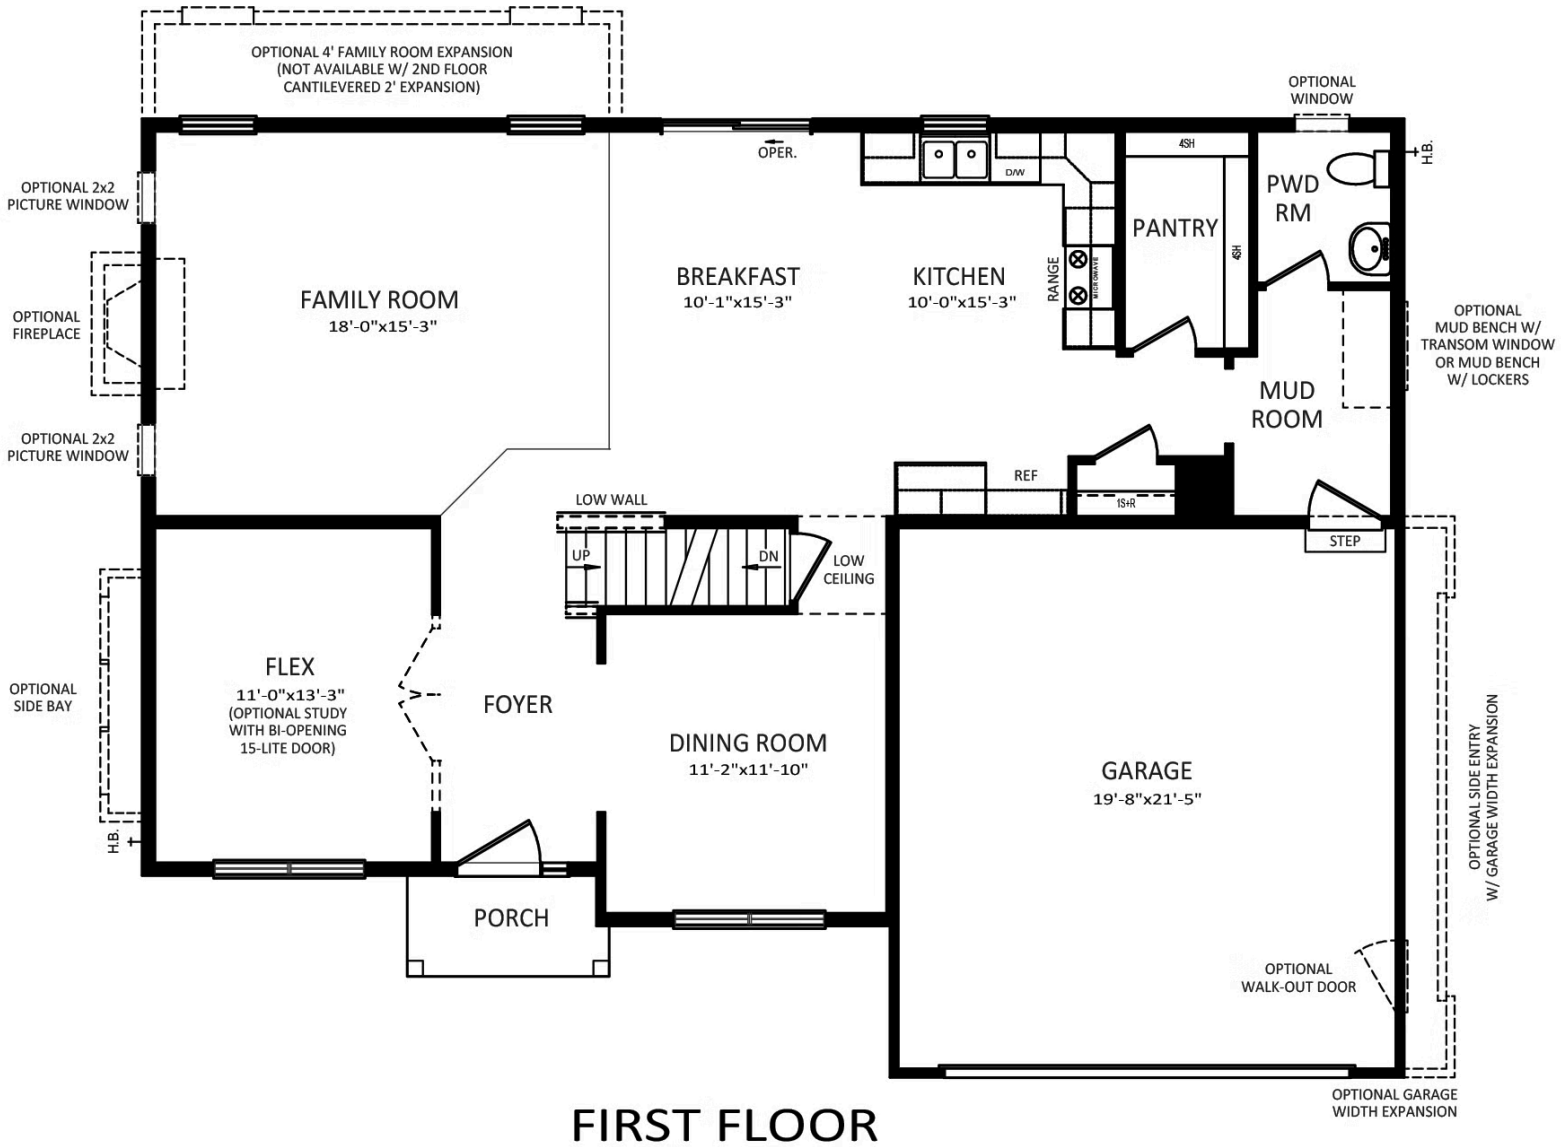 OPTIONAL 4' FAMILY ROOM EXPANSION
(NOT AVAILABLE W/ 2ND FLOOR
CANTILEVERED 2' EXPANSION)
OPTIONAL
WINDOW
OPER.
D/W
4SH
4SH
H.B.
PWD
RM
PANTRY
OPTIONAL 2x2
PICTURE WINDOW
OPTIONAL
FIREPLACE
OPTIONAL 2x2
PICTURE WINDOW
FAMILY ROOM
18'-0"x15'-3"
BREAKFAST
10'-1"x15'-3"
KITCHEN
10'-0"x15'-3"
RANGE
MICROWAVE
OPTIONAL
MUD BENCH W/
TRANSOM WINDOW
OR MUD BENCH
W/ LOCKERS
MUD
ROOM
REF
1S+R
LOW WALL
UP
DN
LOW
CEILING
STEP
FLEX
11'-0"x13'-3"
(OPTIONAL STUDY
WITH BI-OPENING
15-LITE DOOR)
OPTIONAL
SIDE BAY
H.B.
FOYER
DINING ROOM
11'-2"x11'-10"
GARAGE
19'-8"x21'-5"
OPTIONAL SIDE ENTRY
W/ GARAGE WIDTH EXPANSION
PORCH
OPTIONAL
WALK-OUT DOOR
OPTIONAL GARAGE
WIDTH EXPANSION
FIRST FLOOR